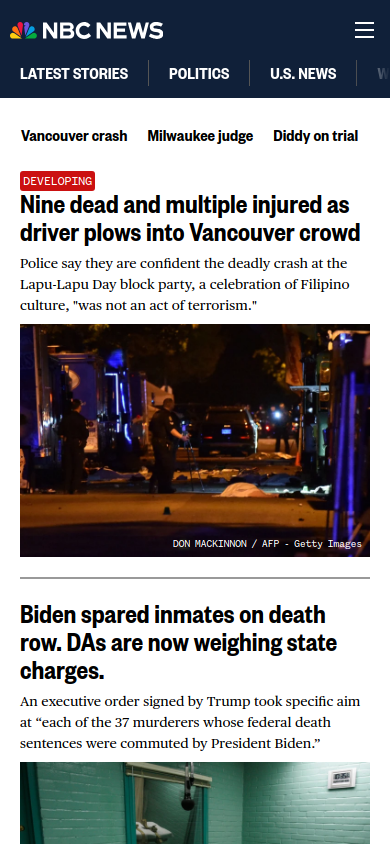 NBC NEWS
LATEST STORIES
POLITICS
U.S. NEWS
Vancouver crash
Milwaukee judge
Diddy on trial
DEVELOPING
Nine dead and multiple injured as
driver plows into Vancouver crowd
Police say they are confident the deadly crash at the
Lapu-Lapu Day block party, a celebration of Filipino
culture, "was not an act of terrorism."
DON MACKINNON / AFP - Getty Images
Biden spared inmates on death
row. DAs are now weighing state
charges.
An executive order signed by Trump took specific aim
at “each of the 37 murderers whose federal death
sentences were commuted by President Biden.”